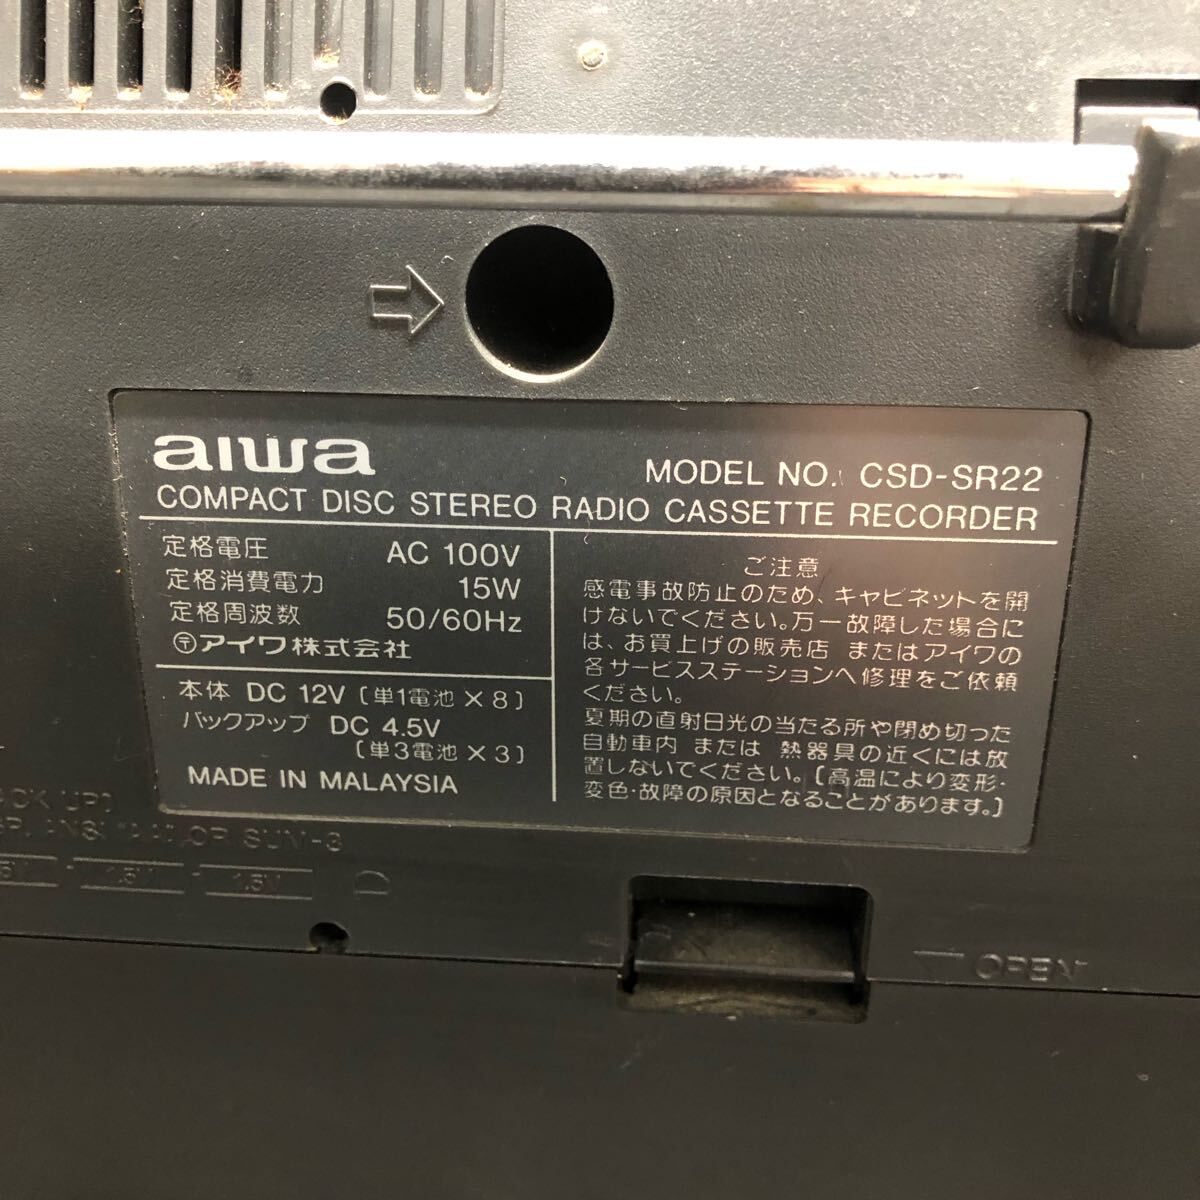 aiwa
MODEL NO. CSD-SR22
COMPACT DISC STEREO RADIO CASSETTE RECORDER
定格電圧 AC 100V
定格消費電力 15W
定格周波数 50/60Hz
〒アイワ株式会社
本体 DC 12V〔単1電池×8〕
バックアップ DC 4.5V
〔単3電池×3〕
MADE IN MALAYSIA
ご注意
感電事故防止のため、キャビネットを開
けないでください。万一故障した場合に
は、お買上げの販売店 またはアイワの
各サービスステーションへ修理をご依頼
ください。
夏期の直射日光の当たる所や閉め切った
自動車内 または 熱器具の近くには放
置しないでください。〔高温により変形・
変色・故障の原因となることがあります。〕
OR SUM-3
1.5V 1.5V
OPEN